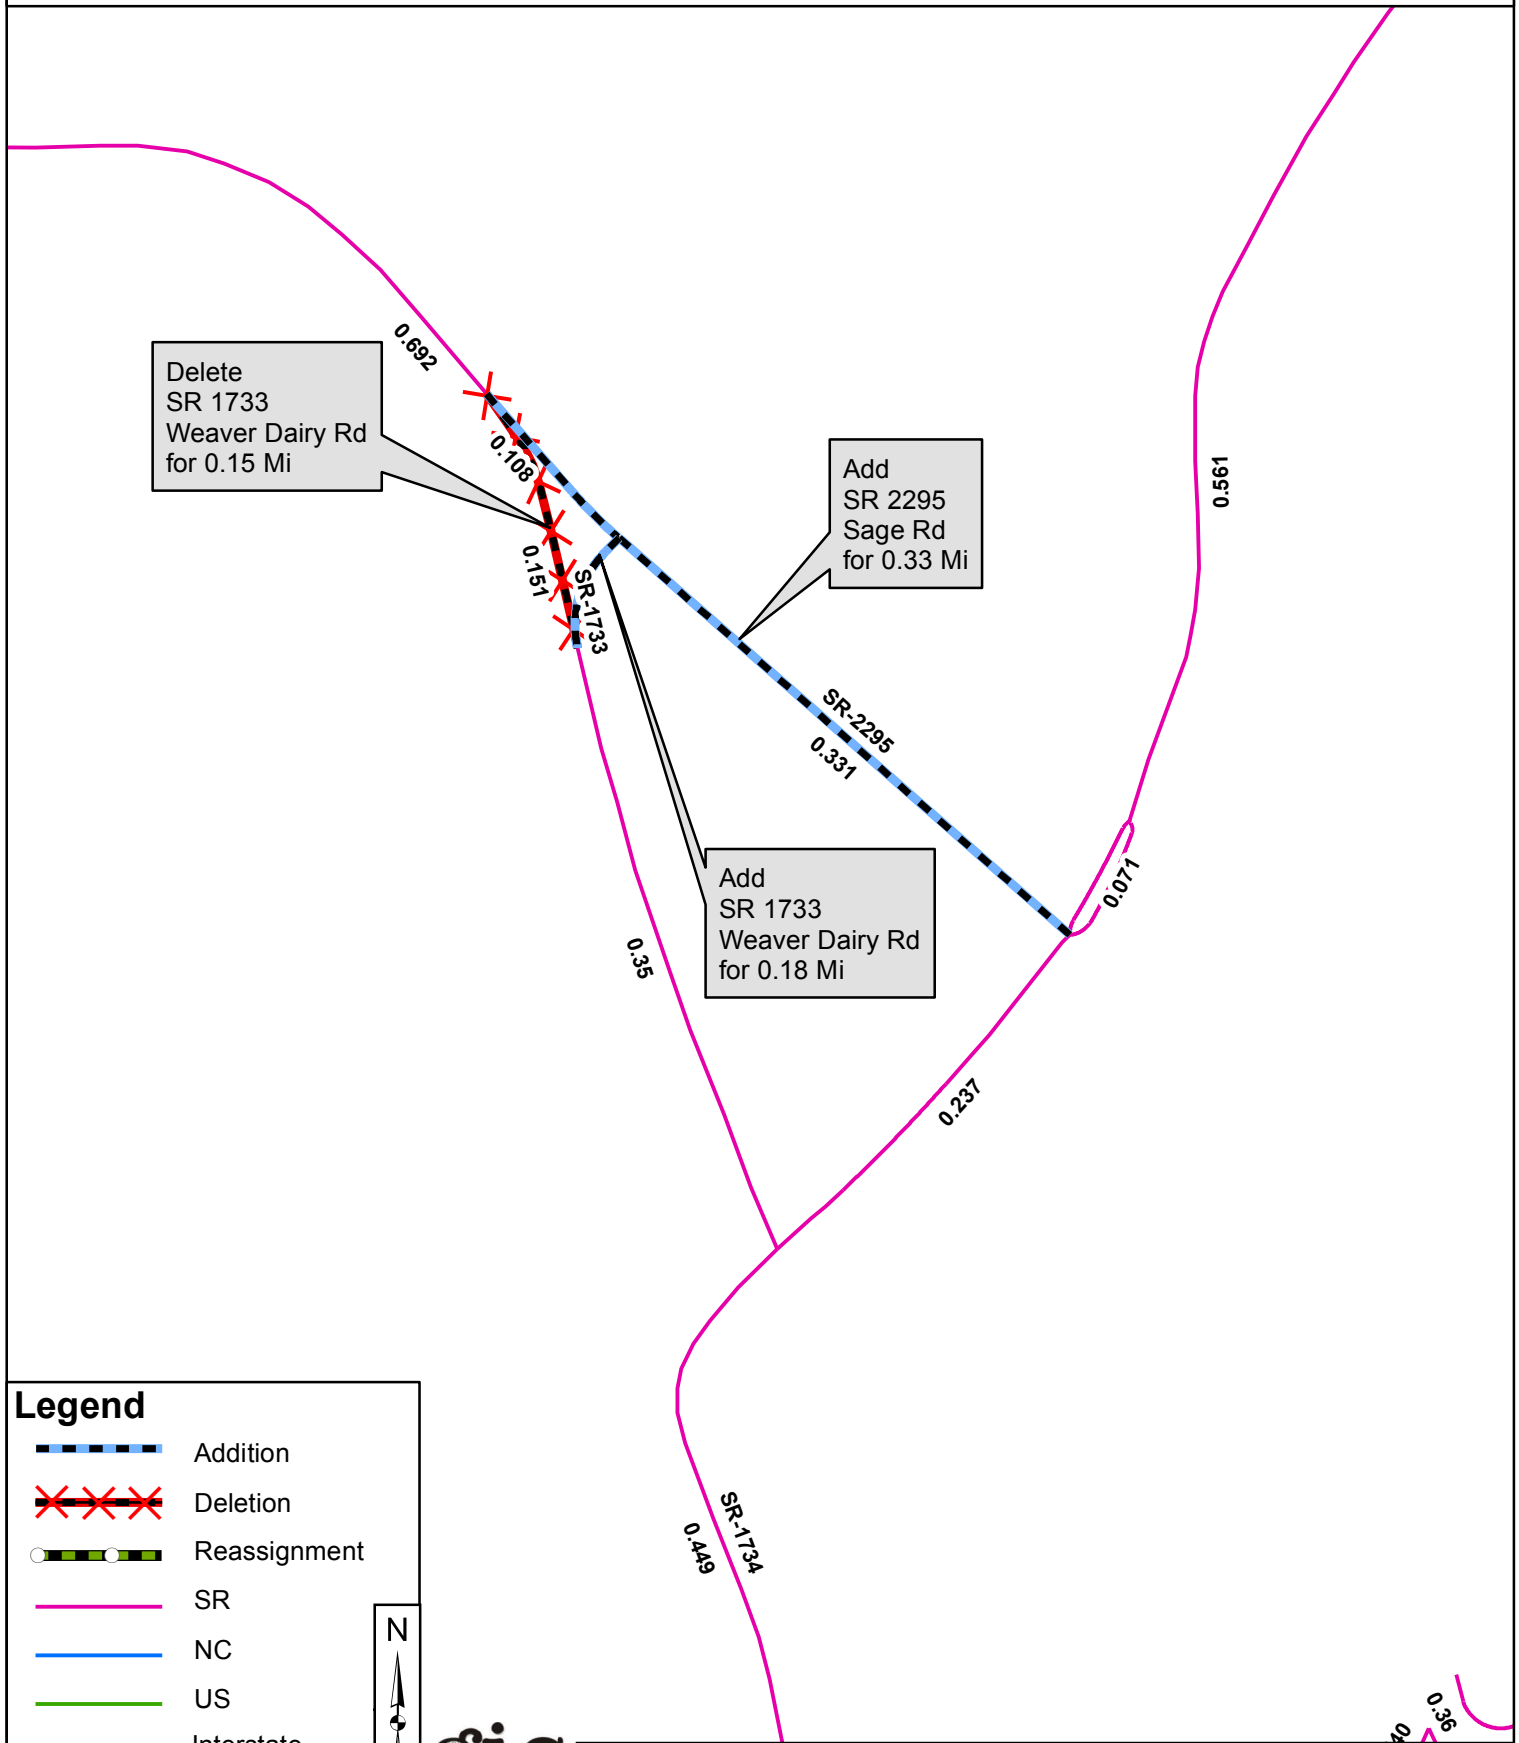 0.692
Delete
SR 1733
Weaver Dairy Rd
for 0.15 Mi
0.108
Add
SR 2295
Sage Rd
for 0.33 Mi
0.561
0.151
SR-1733
SR-2295
0.331
Add
SR 1733
Weaver Dairy Rd
for 0.18 Mi
0.071
0.35
0.237
Legend
Addition
Deletion
Reassignment
SR
NC
US
N
SR-1734
0.449
0.36